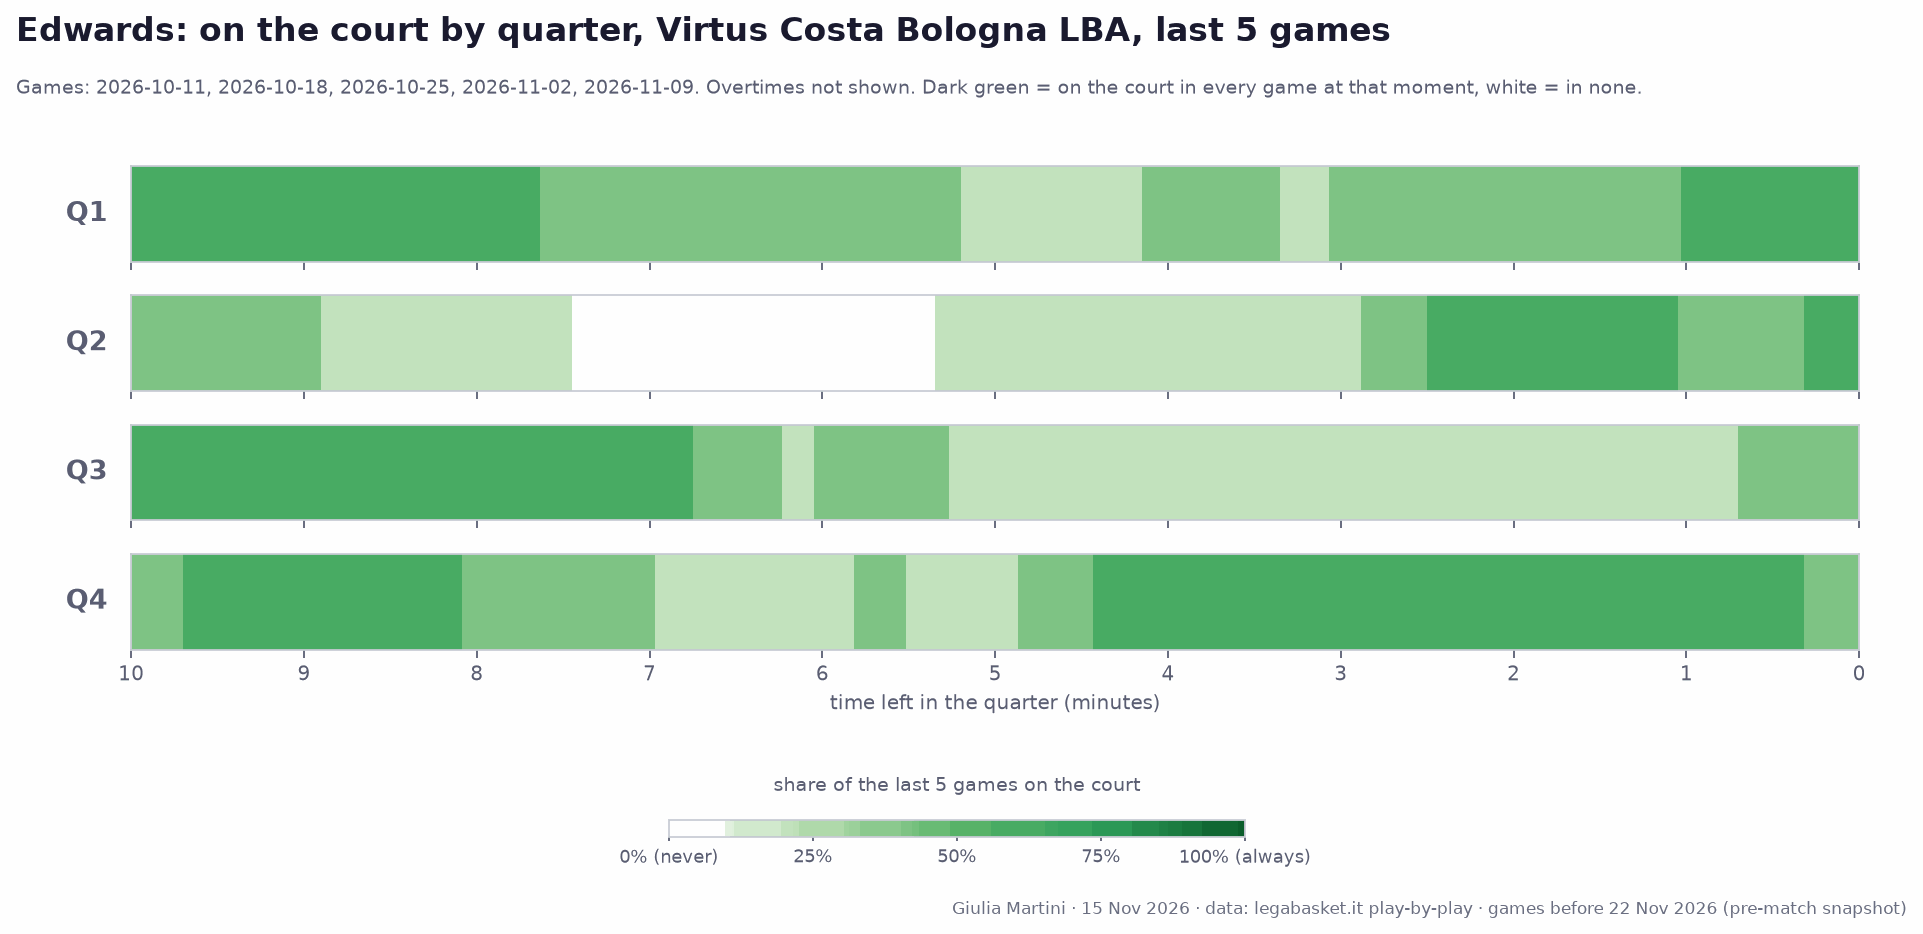 Edwards: on the court by quarter, Virtus Costa Bologna LBA, last 5 games
Games: 2026-10-11, 2026-10-18, 2026-10-25, 2026-11-02, 2026-11-09. Overtimes not shown. Dark green = on the court in every game at that moment, white = in none.
Q1
Q2
Q3
Q4
10 9 8 7 6 5 4 3 2 1 0
time left in the quarter (minutes)
share of the last 5 games on the court
0% (never) 25% 50% 75% 100% (always)
Giulia Martini · 15 Nov 2026 · data: legabasket.it play-by-play · games before 22 Nov 2026 (pre-match snapshot)